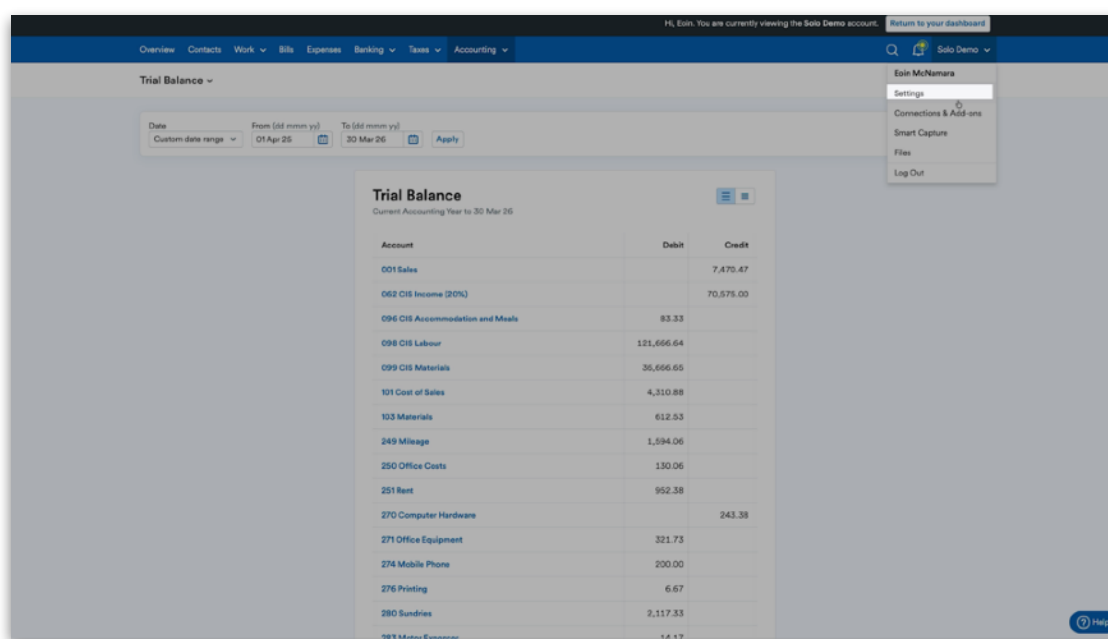 Hi, Eoin. You are currently viewing the Solo Demo account. Return to your dashboard
Overview Contacts Work Bills Expenses Banking Taxes Accounting Solo Demo
Trial Balance
Eoin McNamara
Settings
Connections & Add-ons
Smart Capture
Files
Log Out
Date From (dd mmm yy) To (dd mmm yy)
Custom date range 01 Apr 25 30 Mar 26 Apply
Trial Balance
Current Accounting Year to 30 Mar 26
Account Debit Credit
001 Sales 7,470.47
062 CIS Income (20%) 70,575.00
096 CIS Accommodation and Meals 83.33
098 CIS Labour 121,666.64
099 CIS Materials 36,666.65
101 Cost of Sales 4,310.88
103 Materials 612.53
249 Mileage 1,594.06
250 Office Costs 130.06
251 Rent 952.38
270 Computer Hardware 243.38
271 Office Equipment 321.73
274 Mobile Phone 200.00
276 Printing 6.67
280 Sundries 2,117.33
283 Motor Expenses 14.17
Help